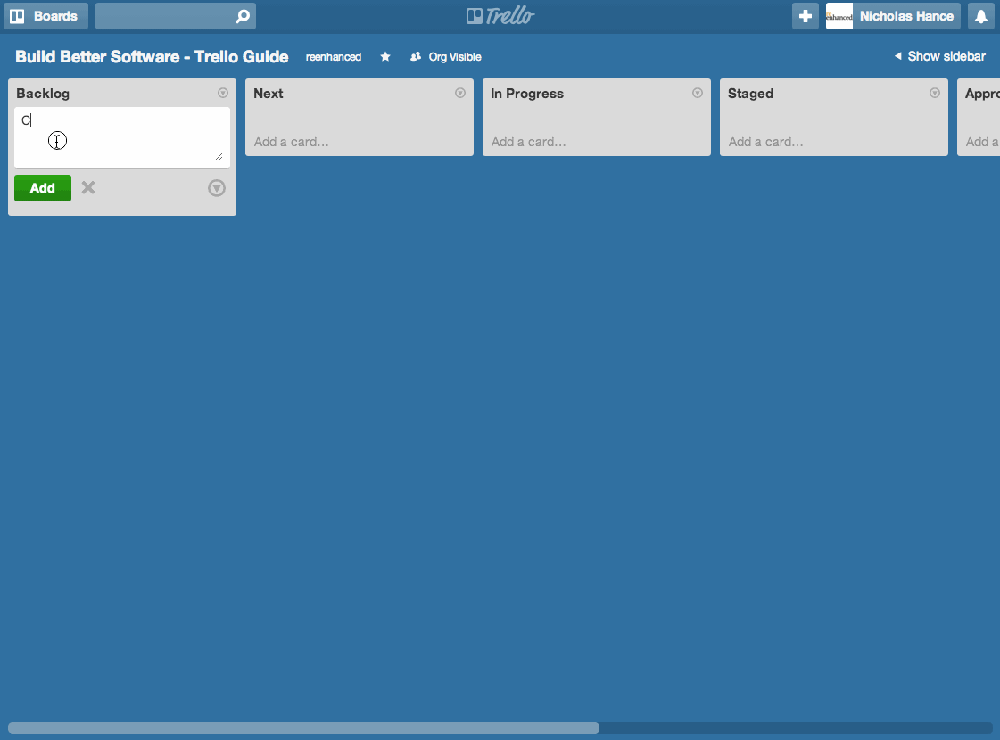 Boards
Trello
enhanced
Nicholas Hance
Build Better Software - Trello Guide
reenhanced
Org Visible
Show sidebar
Backlog
C
Add
Next
Add a card…
In Progress
Add a card…
Staged
Add a card…
Appro
Add a